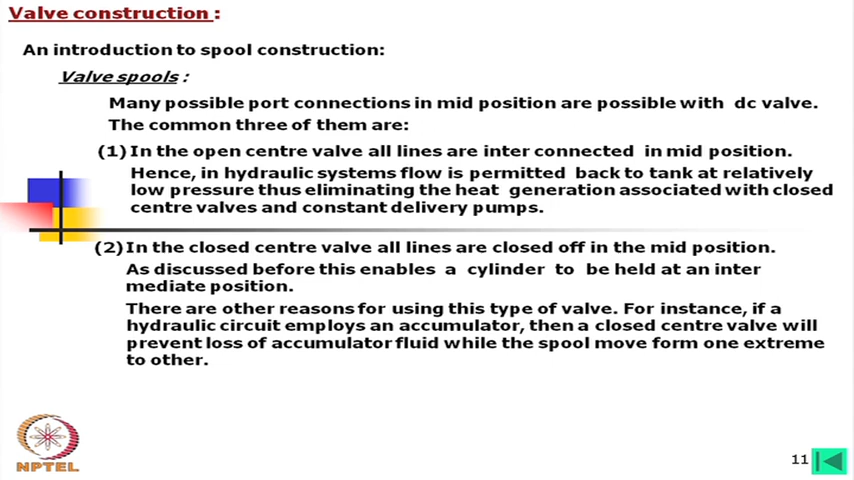 Valve construction :
An introduction to spool construction:
Valve spools :
Many possible port connections in mid position are possible with dc valve.
The common three of them are:
(1) In the open centre valve all lines are inter connected in mid position.
Hence, in hydraulic systems flow is permitted back to tank at relatively
low pressure thus eliminating the heat generation associated with closed
centre valves and constant delivery pumps.
(2) In the closed centre valve all lines are closed off in the mid position.
As discussed before this enables a cylinder to be held at an inter
mediate position.
There are other reasons for using this type of valve. For instance, if a
hydraulic circuit employs an accumulator, then a closed centre valve will
prevent loss of accumulator fluid while the spool move form one extreme
to other.
NPTEL
11